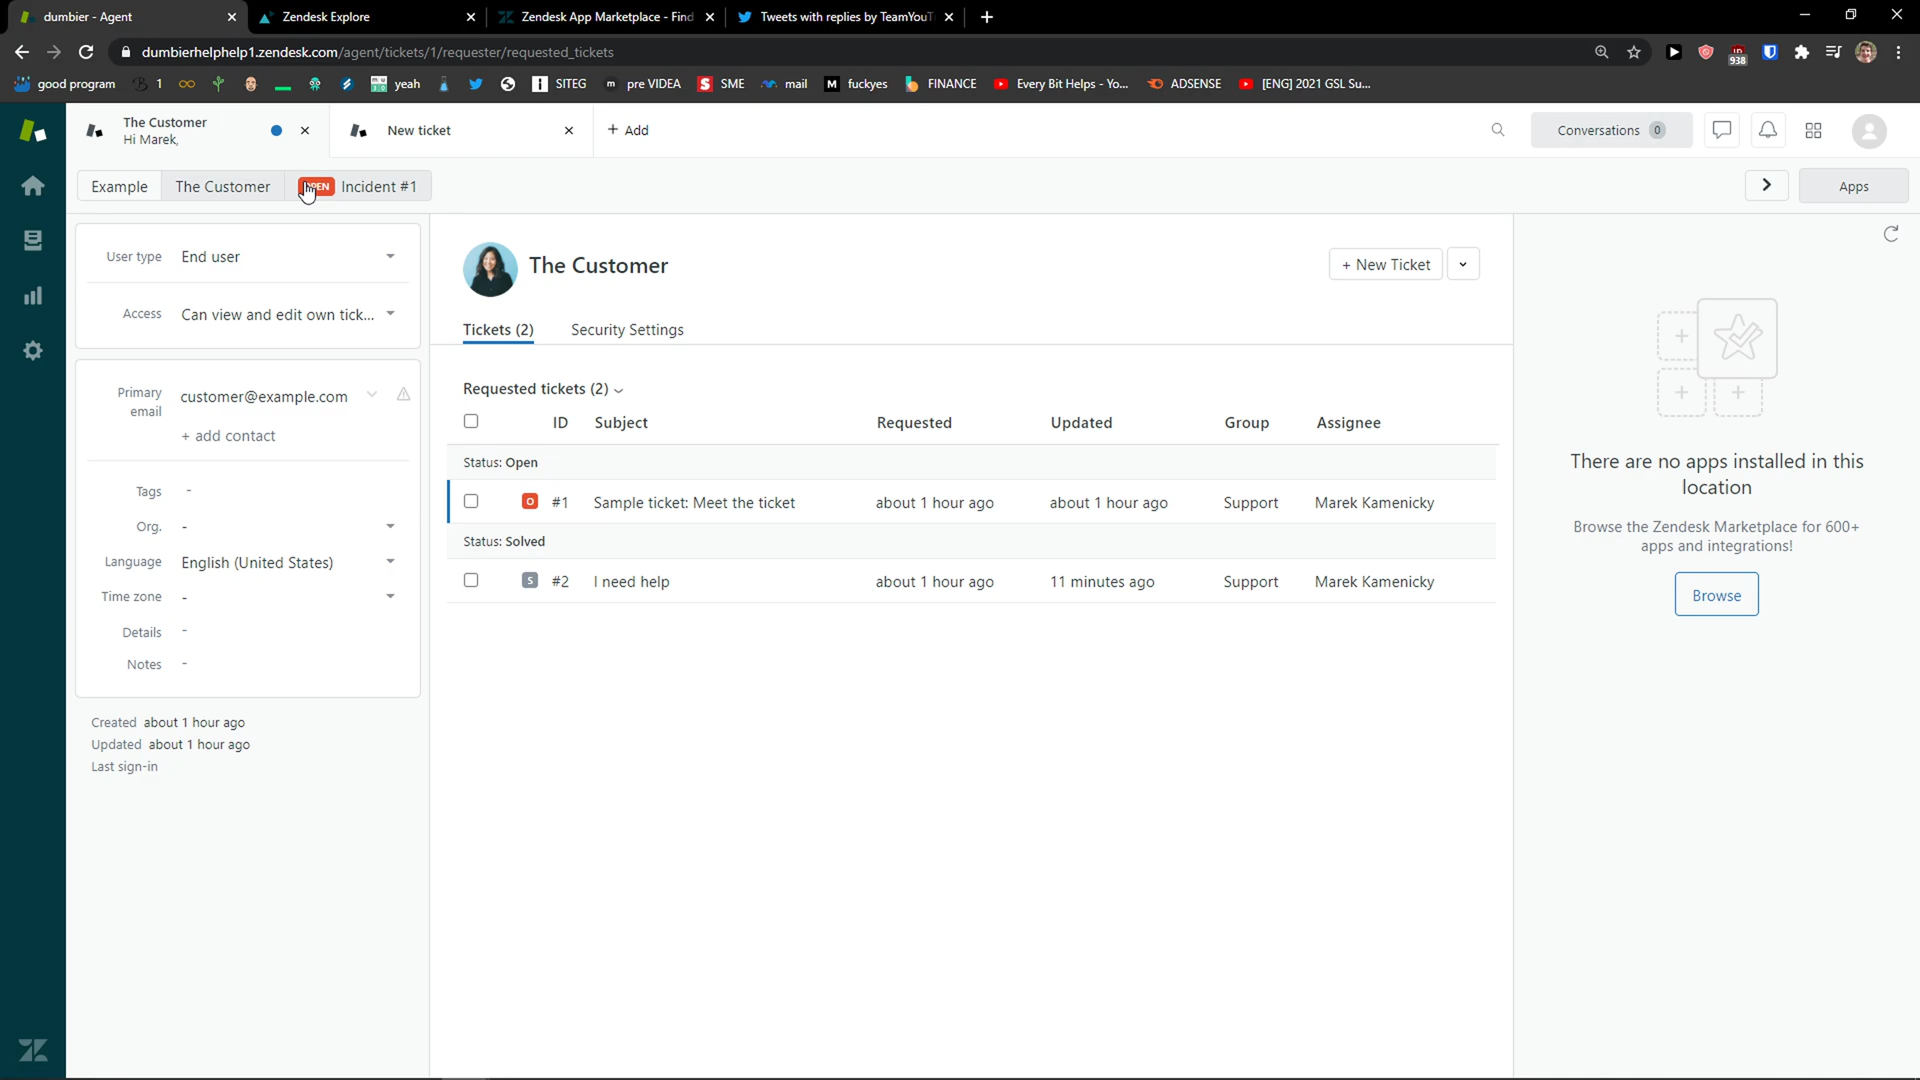 dumbier - Agent
Zendesk Explore
Zendesk App Marketplace - Find
Tweets with replies by TeamYouT
dumbierhelphelp1.zendesk.com/agent/tickets/1/requester/requested_tickets
938
good program
1
yeah
SITEG
pre VIDEA
SME
mail
fuckyes
FINANCE
Every Bit Helps - Yo...
ADSENSE
[ENG] 2021 GSL Su...
The Customer
Hi Marek,
New ticket
+ Add
Conversations 0
Example
The Customer
Incident #1
Apps
User type End user
Access Can view and edit own tick...
Primary email customer@example.com
+ add contact
Tags -
Org. -
Language English (United States)
Time zone -
Details -
Notes -
Created about 1 hour ago
Updated about 1 hour ago
Last sign-in
The Customer
+ New Ticket
Tickets (2)
Security Settings
Requested tickets (2)
ID Subject Requested Updated Group Assignee
Status: Open
O #1 Sample ticket: Meet the ticket about 1 hour ago about 1 hour ago Support Marek Kamenicky
Status: Solved
S #2 I need help about 1 hour ago 11 minutes ago Support Marek Kamenicky
There are no apps installed in this
location
Browse the Zendesk Marketplace for 600+
apps and integrations!
Browse